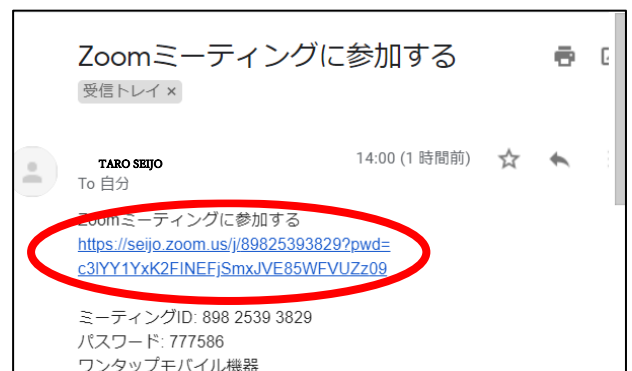 Zoomミーティングに参加する
受信トレイ ×
TARO SEIJO
14:00 (1 時間前)
To 自分
Zoomミーティングに参加する
https://seijo.zoom.us/j/89825393829?pwd=
c3lYY1YxK2FINEFjSmxJVE85WFVUZz09
ミーティングID: 898 2539 3829
パスワード: 777586
ワンタップモバイル機器